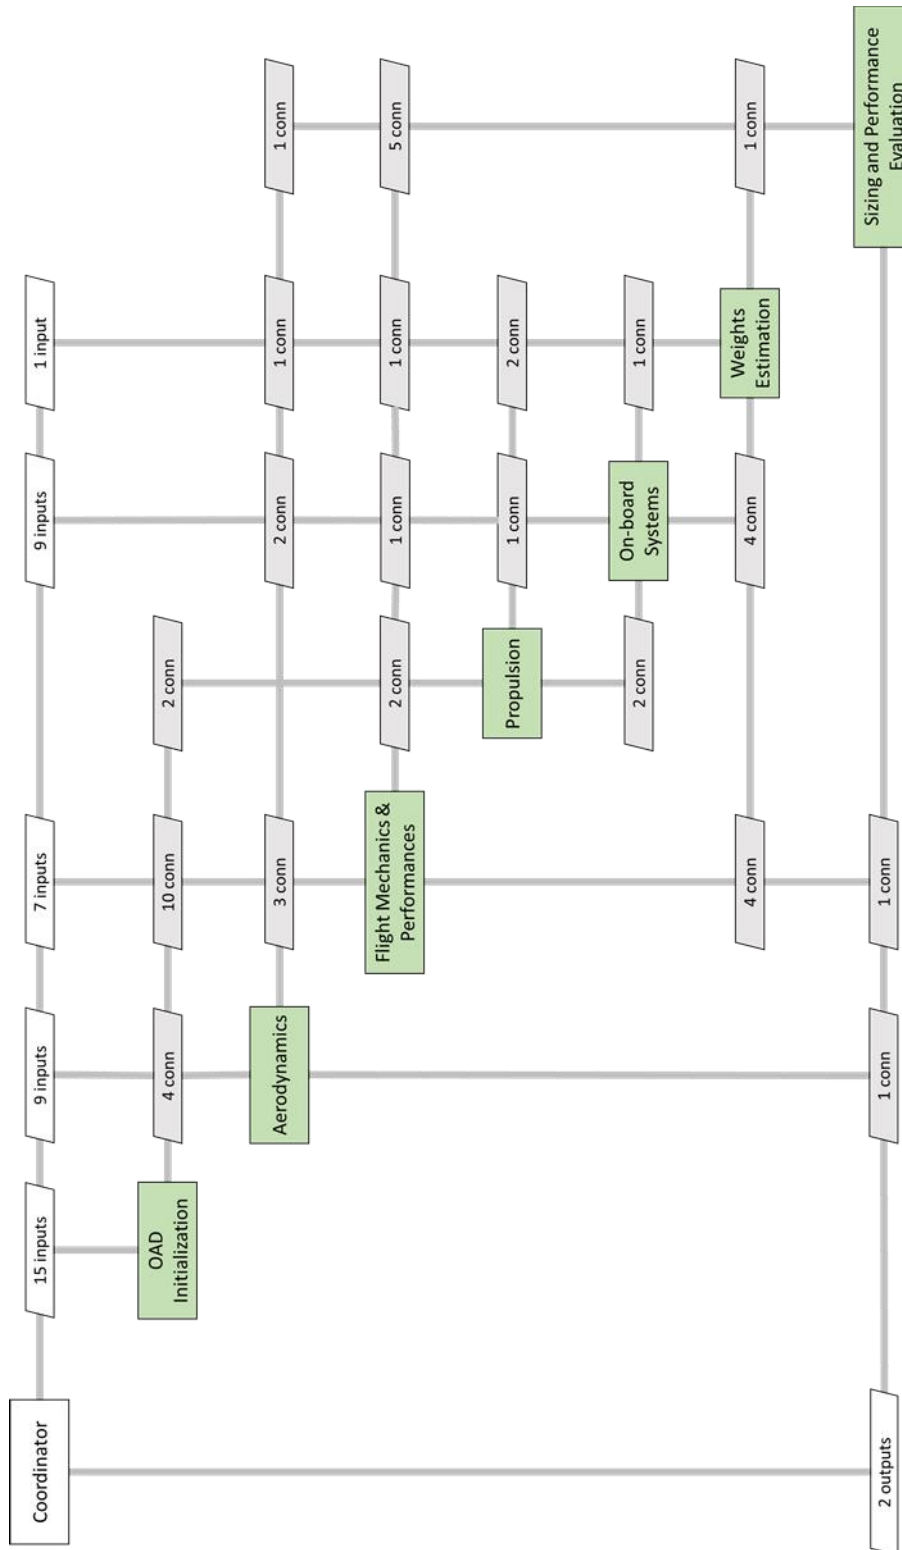 Coordinator
15 inputs
9 inputs
7 inputs
9 inputs
1 input
OAD
Initialization
4 conn
10 conn
2 conn
Aerodynamics
3 conn
2 conn
1 conn
1 conn
Flight Mechanics &
Performances
2 conn
1 conn
1 conn
5 conn
Propulsion
1 conn
2 conn
2 conn
On-board
Systems
1 conn
4 conn
4 conn
Weights
Estimation
1 conn
2 outputs
1 conn
1 conn
Sizing and Performance
Evaluation